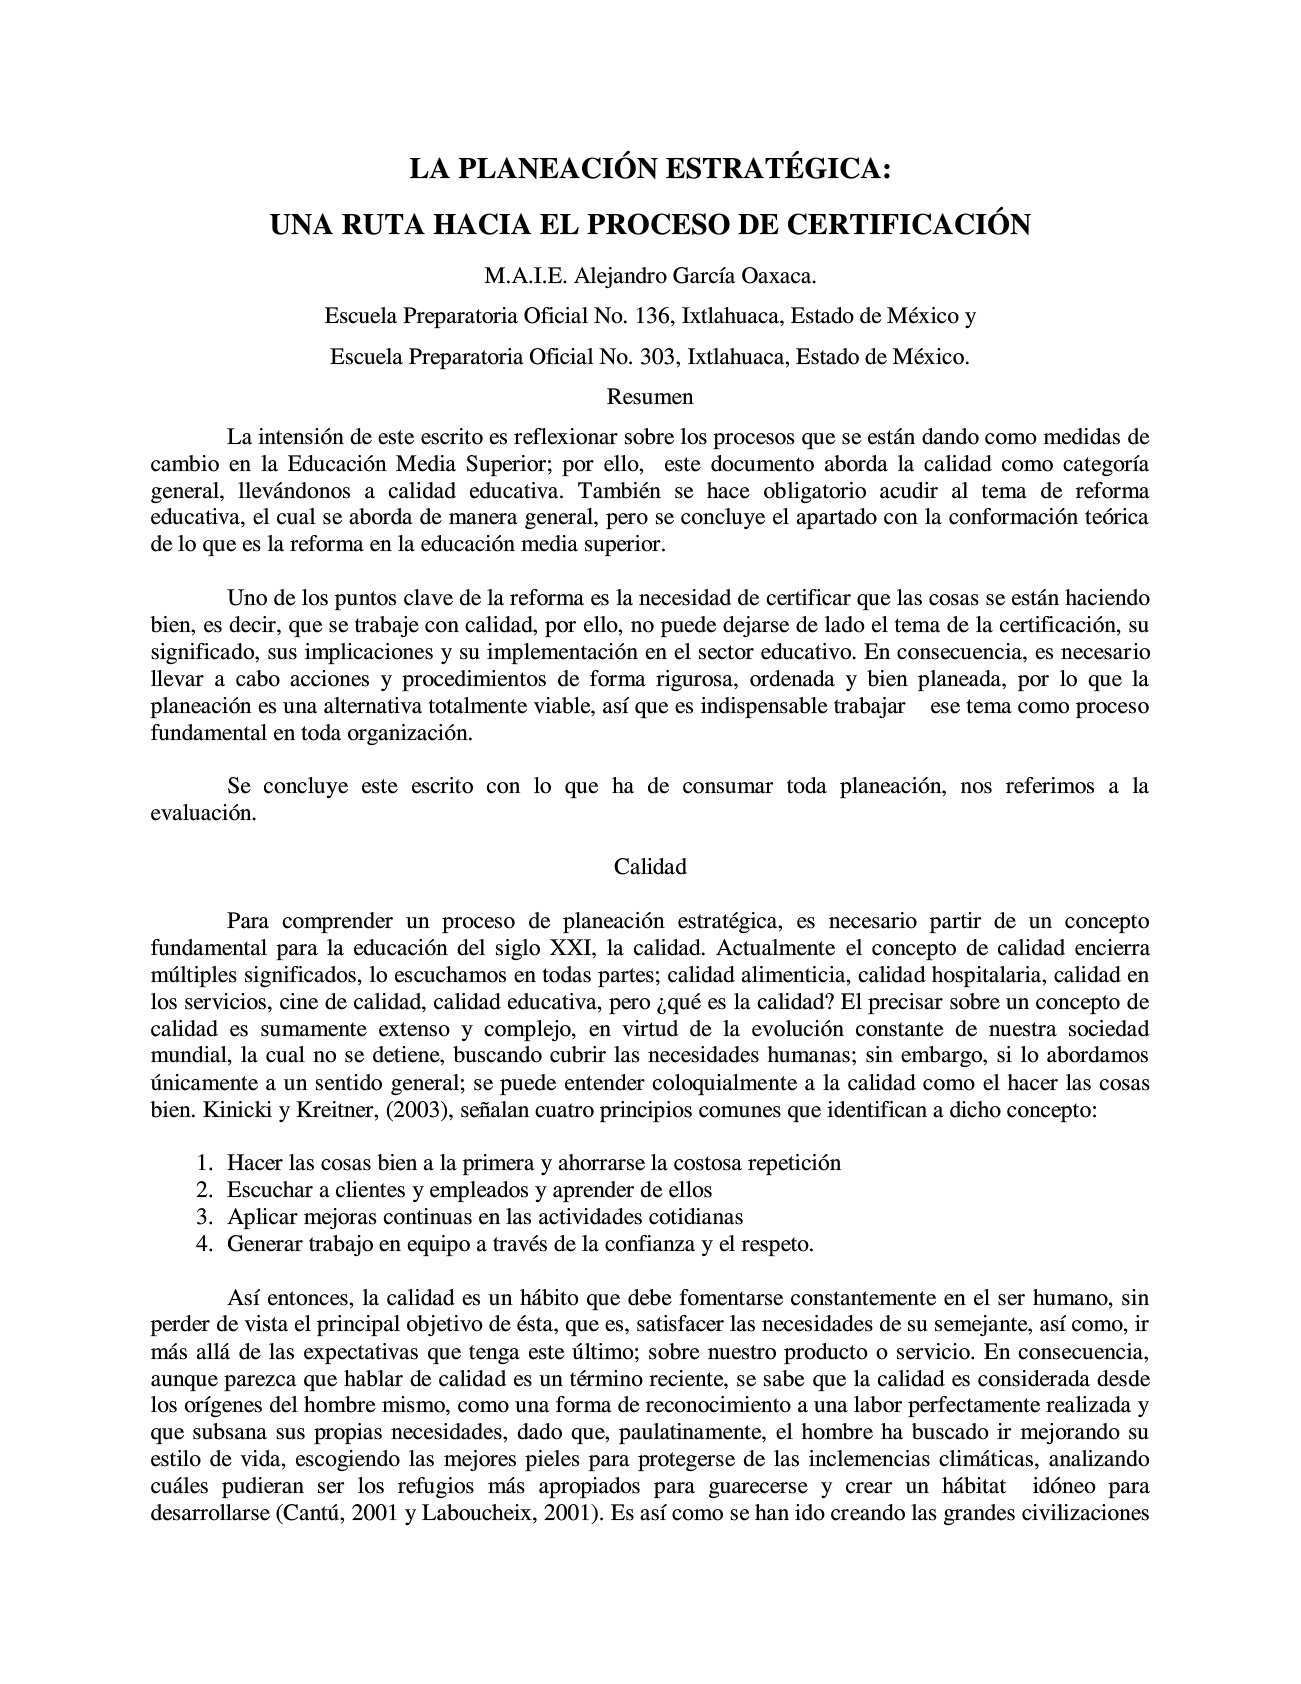 LA PLANEACIÓN ESTRATÉGICA:
UNA RUTA HACIA EL PROCESO DE CERTIFICACIÓN
M.A.I.E. Alejandro García Oaxaca.
Escuela Preparatoria Oficial No. 136, Ixtlahuaca, Estado de México y
Escuela Preparatoria Oficial No. 303, Ixtlahuaca, Estado de México.
Resumen
La intensión de este escrito es reflexionar sobre los procesos que se están dando como medidas de
cambio en la Educación Media Superior; por ello, este documento aborda la calidad como categoría
general, llevándonos a calidad educativa. También se hace obligatorio acudir al tema de reforma
educativa, el cual se aborda de manera general, pero se concluye el apartado con la conformación teórica
de lo que es la reforma en la educación media superior.
Uno de los puntos clave de la reforma es la necesidad de certificar que las cosas se están haciendo
bien, es decir, que se trabaje con calidad, por ello, no puede dejarse de lado el tema de la certificación, su
significado, sus implicaciones y su implementación en el sector educativo. En consecuencia, es necesario
llevar a cabo acciones y procedimientos de forma rigurosa, ordenada y bien planeada, por lo que la
planeación es una alternativa totalmente viable, así que es indispensable trabajar ese tema como proceso
fundamental en toda organización.
Se concluye este escrito con lo que ha de consumar toda planeación, nos referimos a la
evaluación.
Calidad
Para comprender un proceso de planeación estratégica, es necesario partir de un concepto
fundamental para la educación del siglo XXI, la calidad. Actualmente el concepto de calidad encierra
múltiples significados, lo escuchamos en todas partes; calidad alimenticia, calidad hospitalaria, calidad en
los servicios, cine de calidad, calidad educativa, pero ¿qué es la calidad? El precisar sobre un concepto de
calidad es sumamente extenso y complejo, en virtud de la evolución constante de nuestra sociedad
mundial, la cual no se detiene, buscando cubrir las necesidades humanas; sin embargo, si lo abordamos
únicamente a un sentido general; se puede entender coloquialmente a la calidad como el hacer las cosas
bien. Kinicki y Kreitner, (2003), señalan cuatro principios comunes que identifican a dicho concepto:
1. Hacer las cosas bien a la primera y ahorrarse la costosa repetición
2. Escuchar a clientes y empleados y aprender de ellos
3. Aplicar mejoras continuas en las actividades cotidianas
4. Generar trabajo en equipo a través de la confianza y el respeto.
Así entonces, la calidad es un hábito que debe fomentarse constantemente en el ser humano, sin
perder de vista el principal objetivo de ésta, que es, satisfacer las necesidades de su semejante, así como, ir
más allá de las expectativas que tenga este último; sobre nuestro producto o servicio. En consecuencia,
aunque parezca que hablar de calidad es un término reciente, se sabe que la calidad es considerada desde
los orígenes del hombre mismo, como una forma de reconocimiento a una labor perfectamente realizada y
que subsana sus propias necesidades, dado que, paulatinamente, el hombre ha buscado ir mejorando su
estilo de vida, escogiendo las mejores pieles para protegerse de las inclemencias climáticas, analizando
cuáles pudieran ser los refugios más apropiados para guarecerse y crear un hábitat idóneo para
desarrollarse (Cantú, 2001 y Laboucheix, 2001). Es así como se han ido creando las grandes civilizaciones